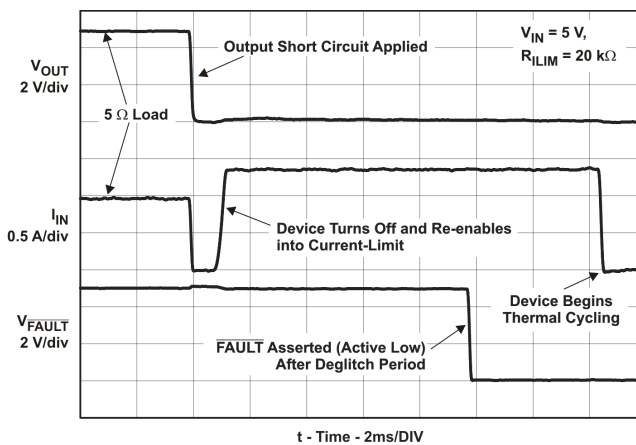 V_OUT
2 V/div
Output Short Circuit Applied
V_IN = 5 V,
R_ILIM = 20 kΩ
5 Ω Load
I_IN
0.5 A/div
Device Turns Off and Re-enables
into Current-Limit
Device Begins
Thermal Cycling
V_FAULT
2 V/div
FAULT Asserted (Active Low)
After Deglitch Period
t - Time - 2ms/DIV